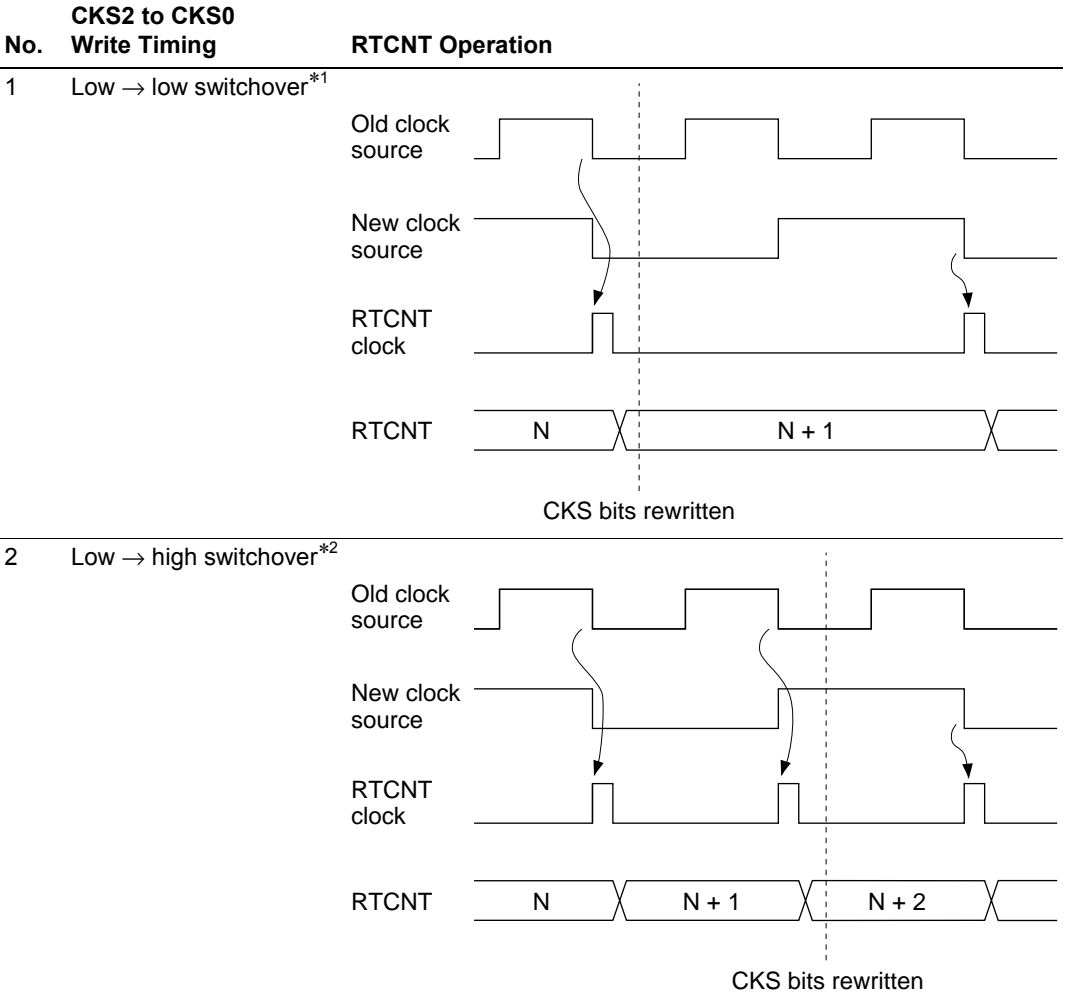 CKS2 to CKS0
No. Write Timing RTCNT Operation
1 Low → low switchover*1
Old clock
source
New clock
source
RTCNT
clock
RTCNT N N + 1
CKS bits rewritten
2 Low → high switchover*2
Old clock
source
New clock
source
RTCNT
clock
RTCNT N N + 1 N + 2
CKS bits rewritten